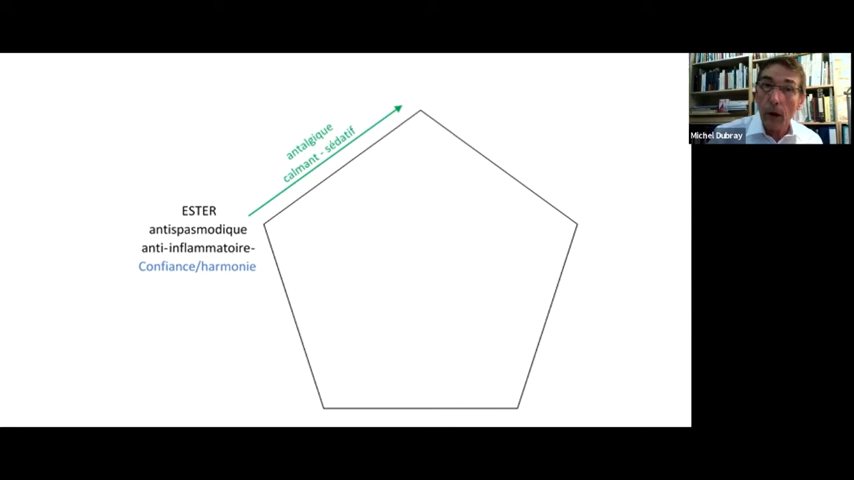 antalgique
calmant - sédatif
ESTER
antispasmodique
anti-inflammatoire-
Confiance/harmonie
Michel Dubray